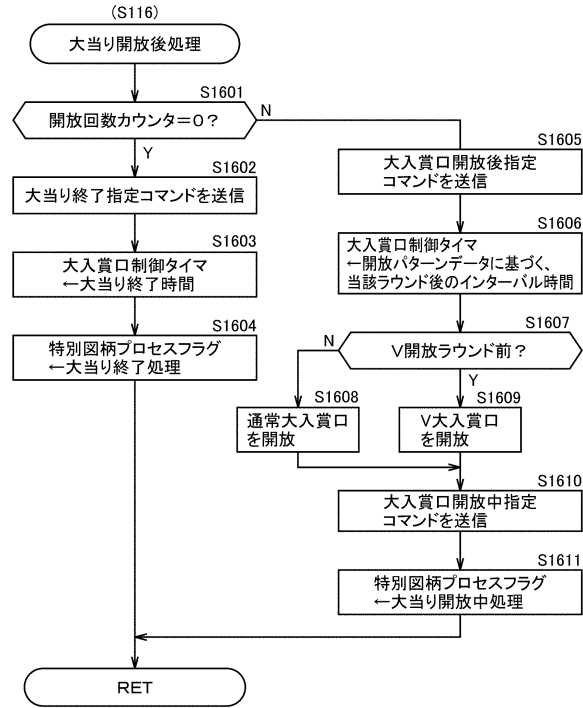 (S116)
大当り開放後処理
S1601
開放回数カウンタ＝０？
N
Y
S1602
大当り終了指定コマンドを送信
S1603
大入賞口制御タイマ
←大当り終了時間
S1604
特別図柄プロセスフラグ
←大当り終了処理
S1605
大入賞口開放後指定
コマンドを送信
S1606
大入賞口制御タイマ
←開放パターンデータに基づく、
当該ラウンド後のインターバル時間
S1607
Ｖ開放ラウンド前？
N
Y
S1608
通常大入賞口
を開放
S1609
Ｖ大入賞口
を開放
S1610
大入賞口開放中指定
コマンドを送信
S1611
特別図柄プロセスフラグ
←大当り開放中処理
RET